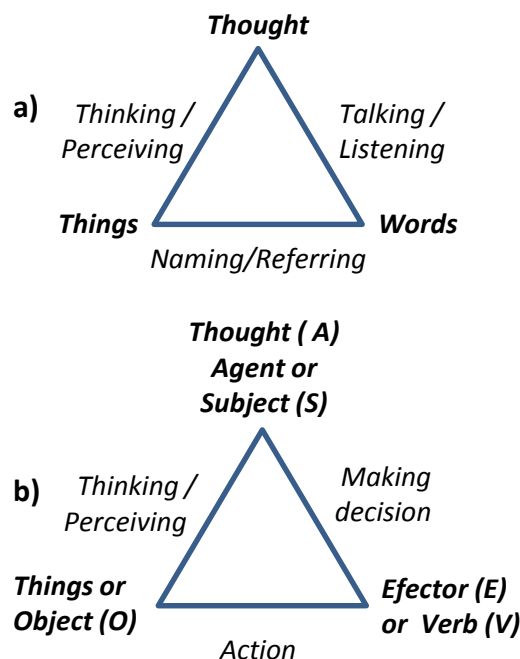 Thought
a)
Thinking /
Perceiving
Talking /
Listening
Things
Words
Naming/Referring
Thought ( A)
Agent or
Subject (S)
b)
Thinking /
Perceiving
Making
decision
Things or
Object (O)
Efector (E)
or Verb (V)
Action